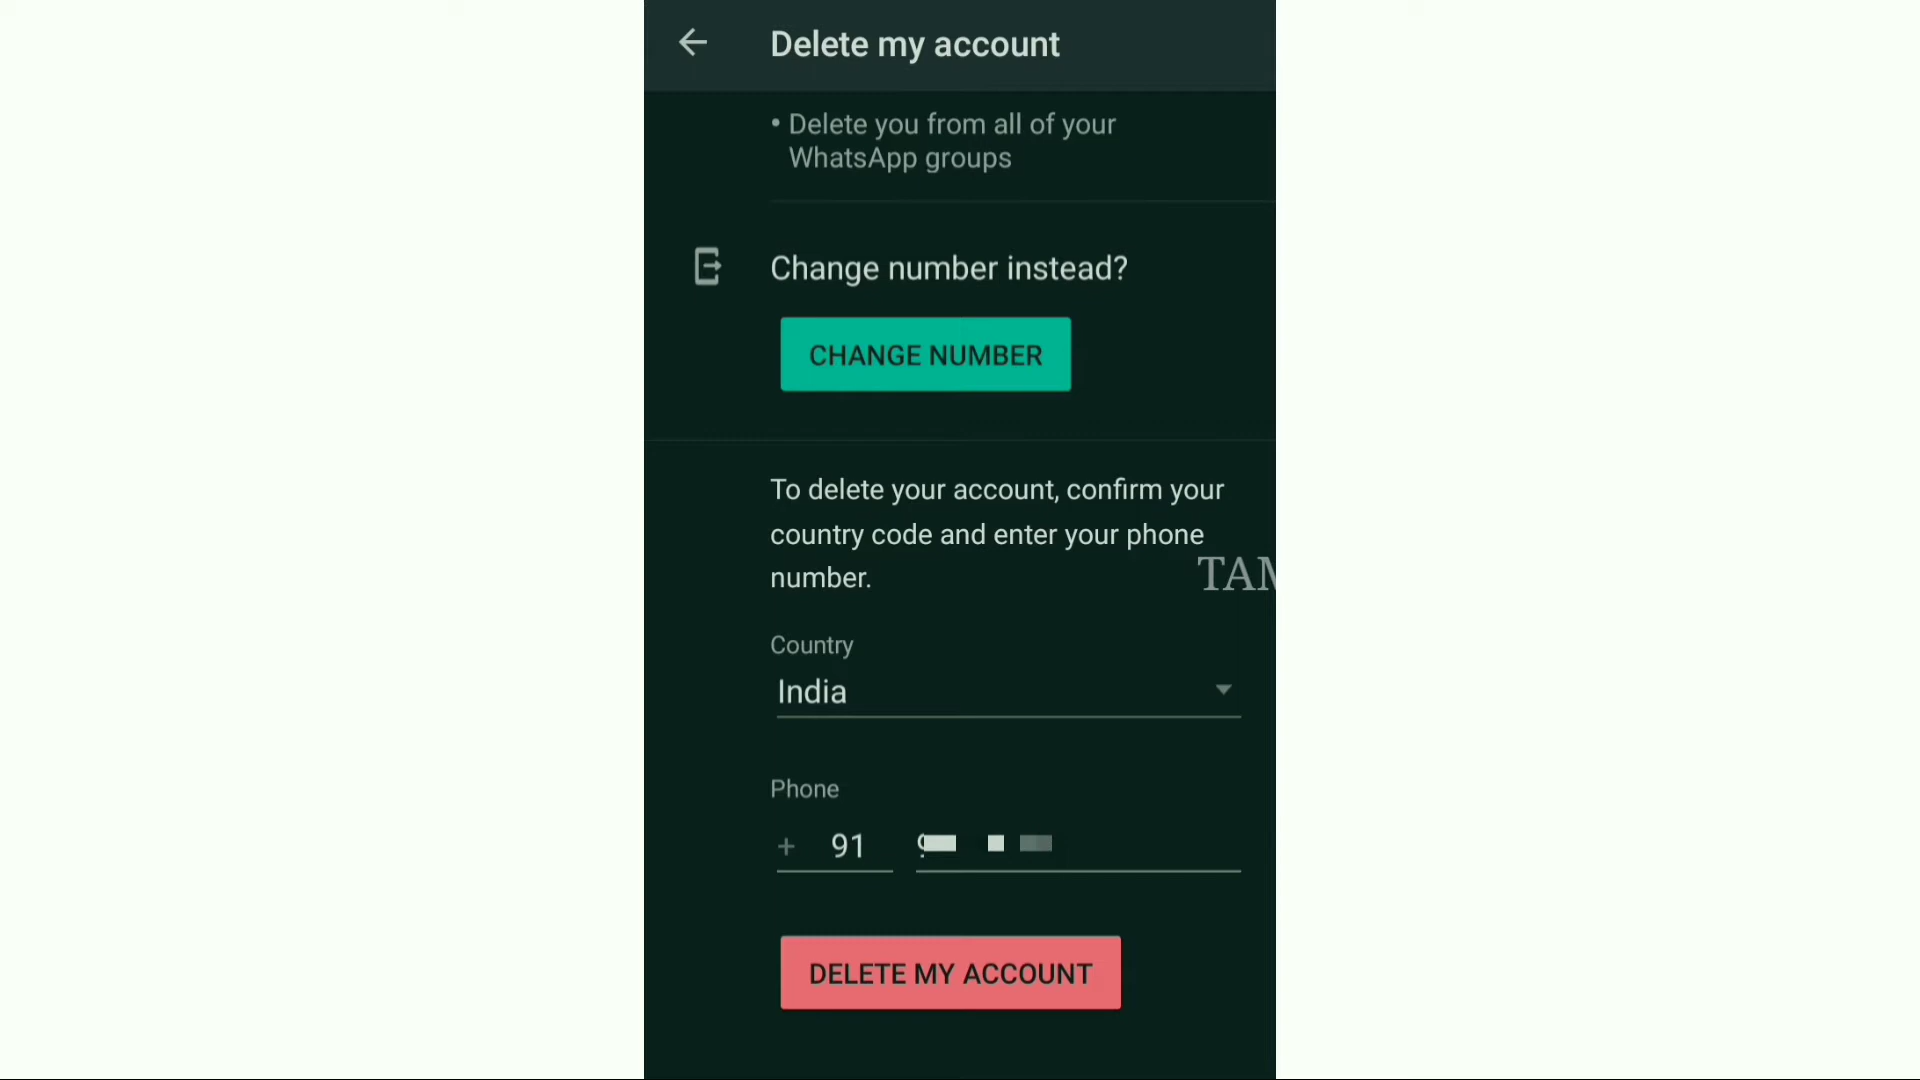 Delete my account
• Delete you from all of your
WhatsApp groups
Change number instead?
CHANGE NUMBER
To delete your account, confirm your
country code and enter your phone
number.
TAM
Country
India
Phone
+ 91
DELETE MY ACCOUNT